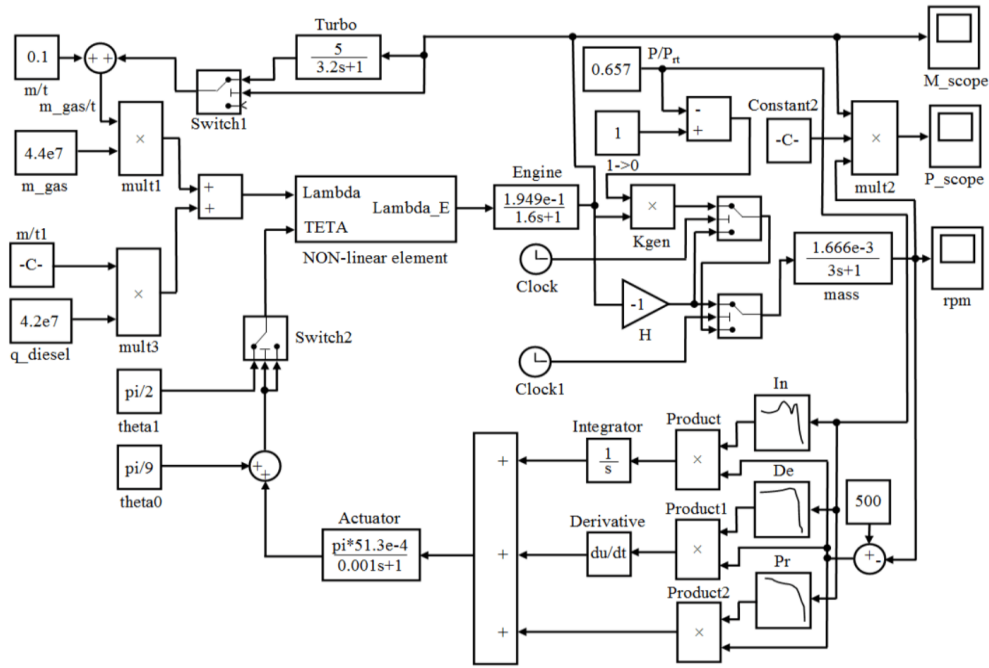 Turbo
0.1
+ +
5
3.2s+1
m/t
m_gas/t
Switch1
P/Prt
0.657
M_scope
4.4e7
×
mult1
m_gas
1
-
+
1->0
Constant2
-C-
×
mult2
P_scope
+
+
Lambda
TETA
Lambda_E
NON-linear element
Engine
1.949e-1
1.6s+1
×
Kgen
m/t1
-C-
4.2e7
q_diesel
×
mult3
Clock
-1
H
1.666e-3
3s+1
mass
rpm
Switch2
Clock1
pi/2
theta1
pi/9
theta0
+
+
In
Product
×
Integrator
1
s
+
De
Product1
×
Derivative
du/dt
+
500
+
-
Actuator
pi*51.3e-4
0.001s+1
Pr
Product2
×
+